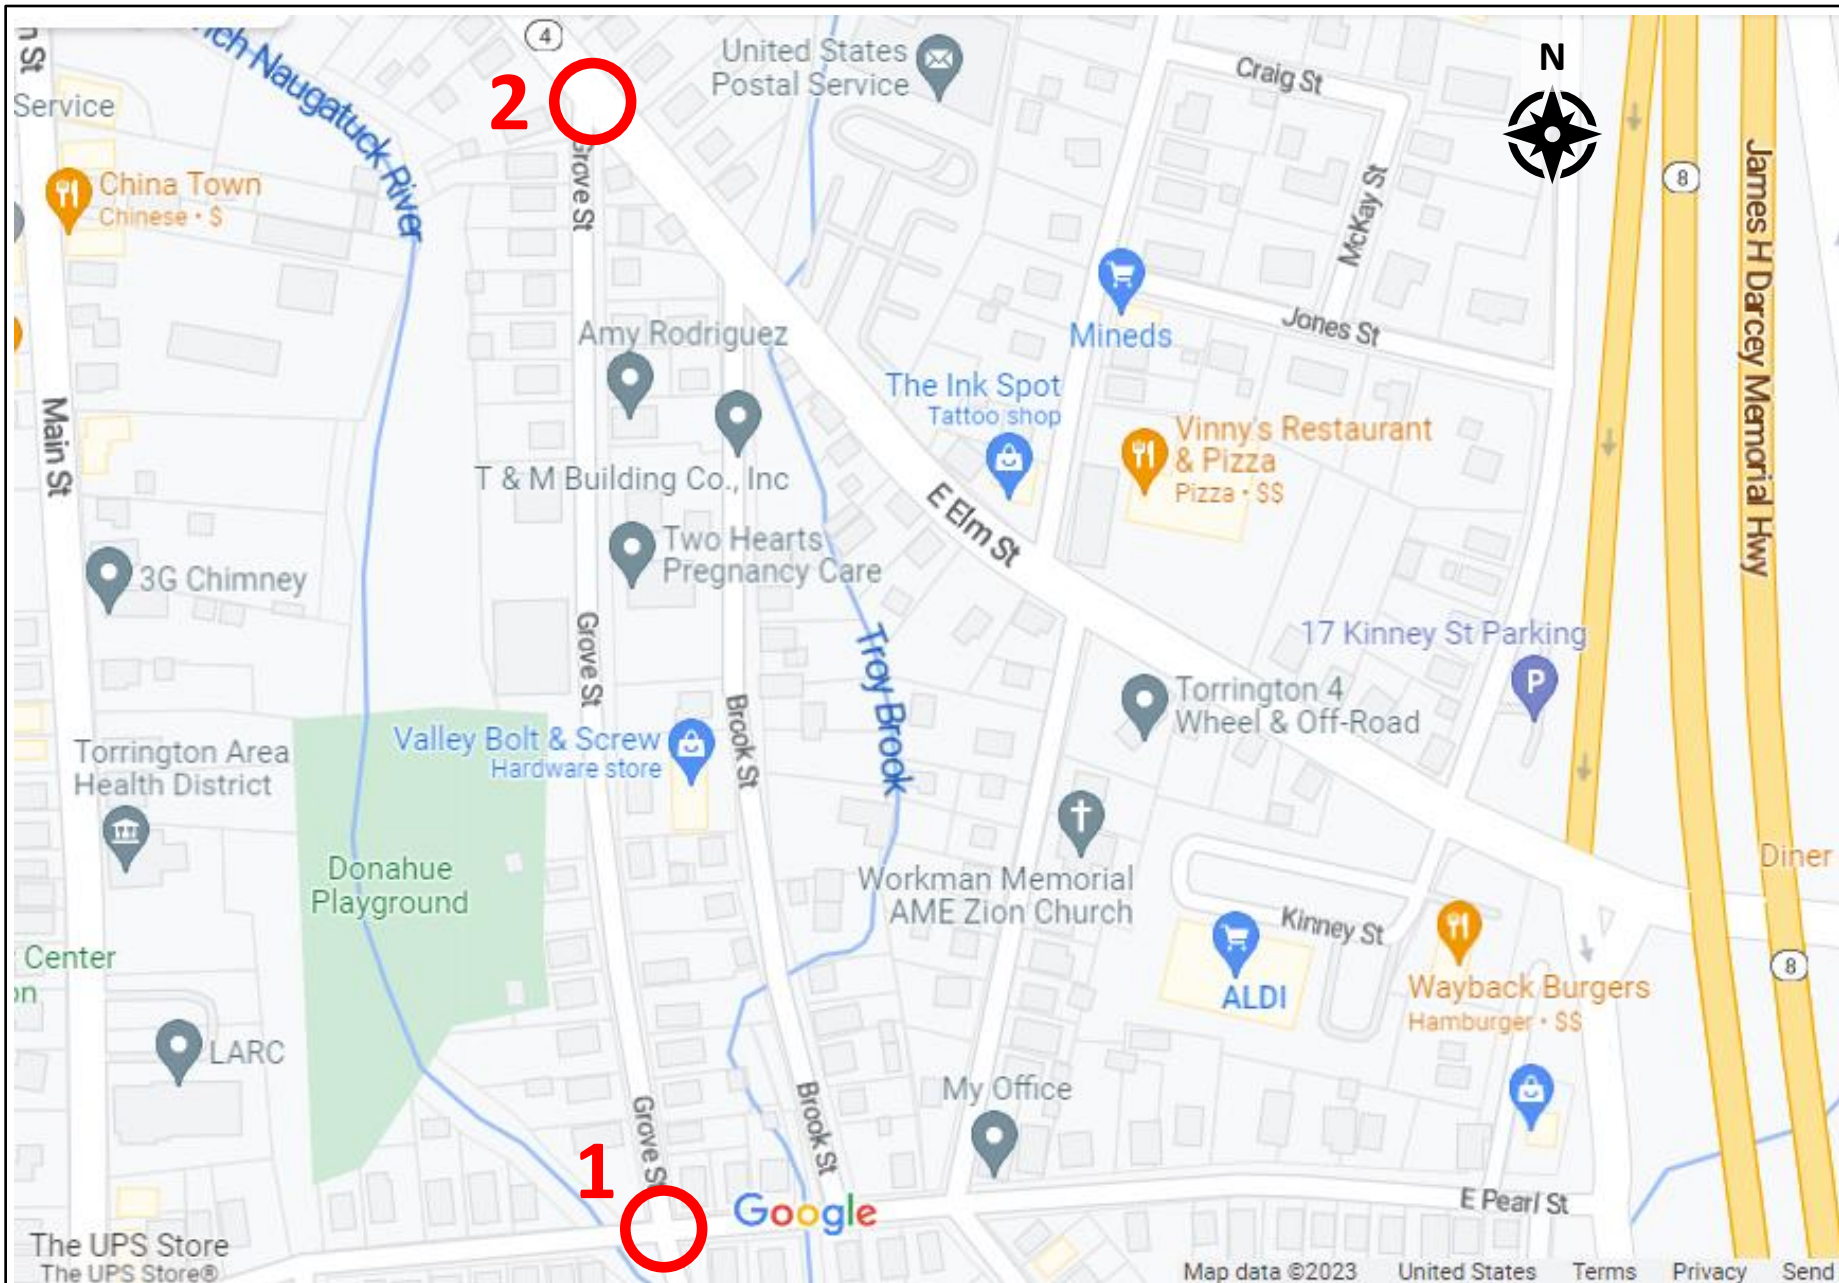 4
United States
Postal Service
N
Craig St
Service
2
8
China Town
Chinese • $
Naugatuck River
Grove St
McKay St
James H Darcey Memorial Hwy
Amy Rodriguez
Mineds
Jones St
The Ink Spot
Tattoo shop
Main St
Vinny's Restaurant
& Pizza
Pizza • $$
T & M Building Co., Inc
E Elm St
Two Hearts
Pregnancy Care
3G Chimney
Grove St
Troy Brook
17 Kinney St Parking
P
Torrington 4
Wheel & Off-Road
Brook St
Valley Bolt & Screw
Hardware store
Torrington Area
Health District
Donahue
Playground
Diner
Workman Memorial
AME Zion Church
Kinney St
Center
8
ALDI
Wayback Burgers
Hamburger • $$
LARC
My Office
Brook St
Grove St
1
Google
E Pearl St
The UPS Store
The UPS Store®
Map data ©2023
United States
Terms
Privacy
Send